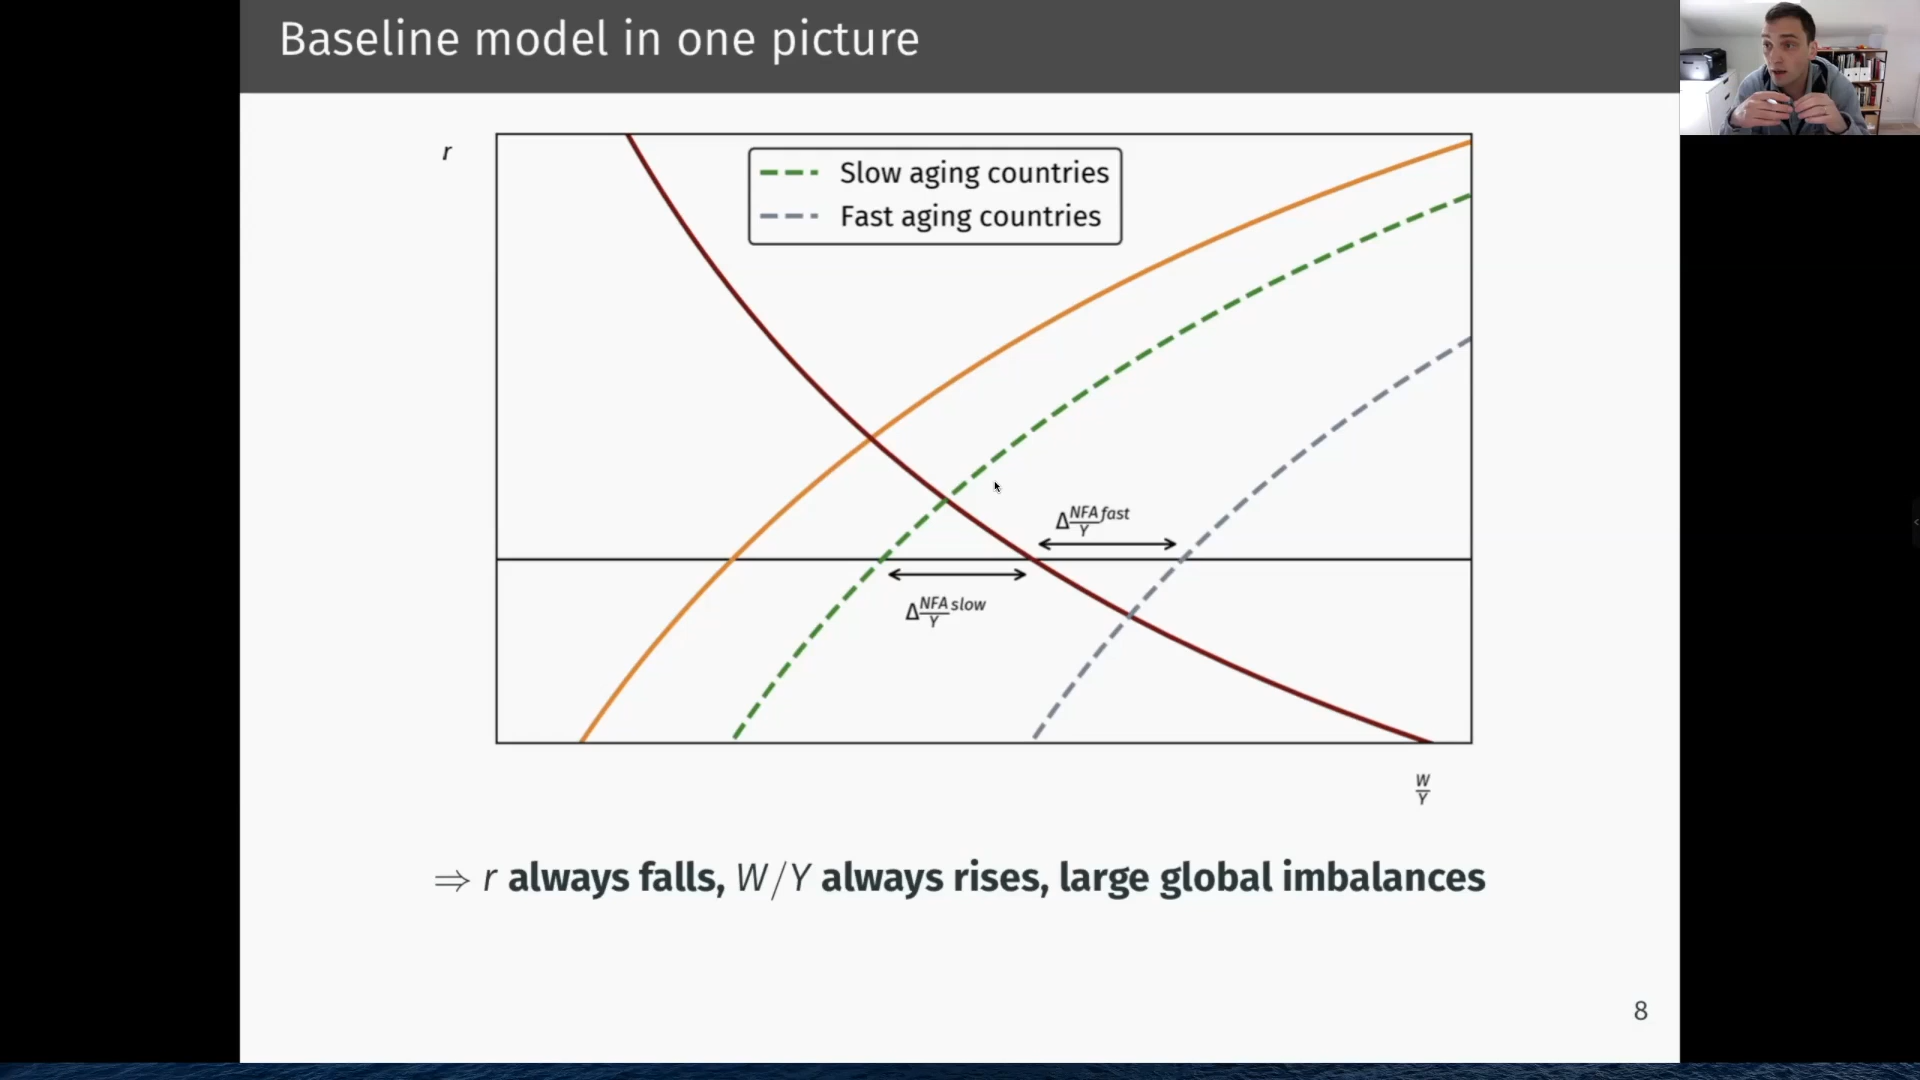 Baseline model in one picture
r
Slow aging countries
Fast aging countries
Δ NFA/Y fast
Δ NFA/Y slow
W/Y
⇒ r always falls, W/Y always rises, large global imbalances
8